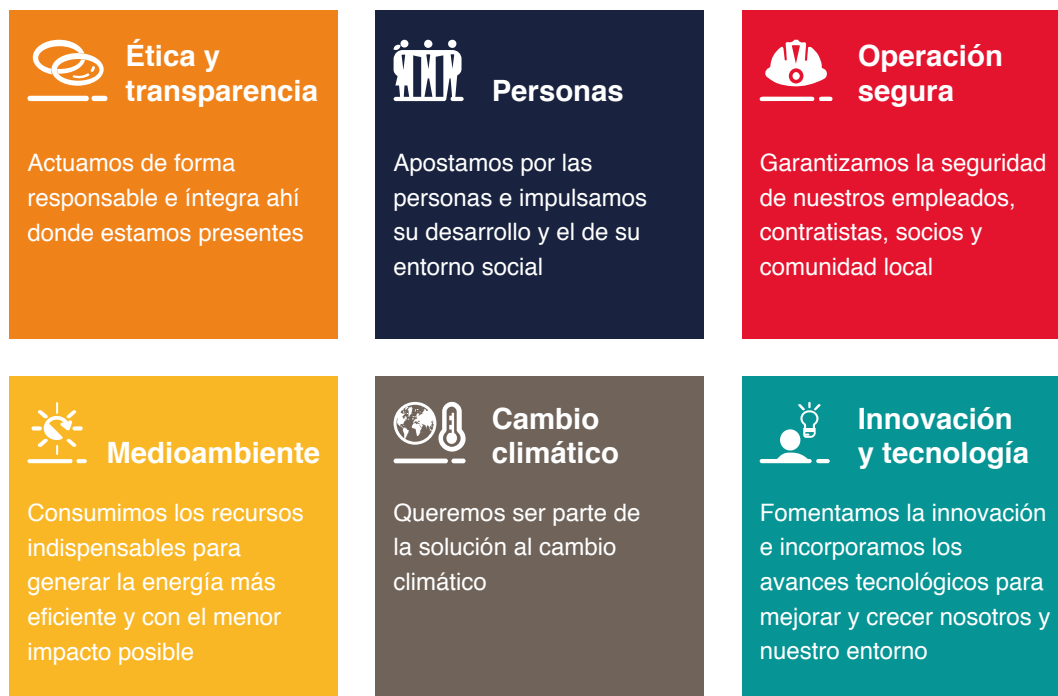 Ética y
transparencia
Actuamos de forma
responsable e íntegra ahí
donde estamos presentes
Personas
Apostamos por las
personas e impulsamos
su desarrollo y el de su
entorno social
Operación
segura
Garantizamos la seguridad
de nuestros empleados,
contratistas, socios y
comunidad local
Medioambiente
Consumimos los recursos
indispensables para
generar la energía más
eficiente y con el menor
impacto posible
Cambio
climático
Queremos ser parte de
la solución al cambio
climático
Innovación
y tecnología
Fomentamos la innovación
e incorporamos los
avances tecnológicos para
mejorar y crecer nosotros y
nuestro entorno